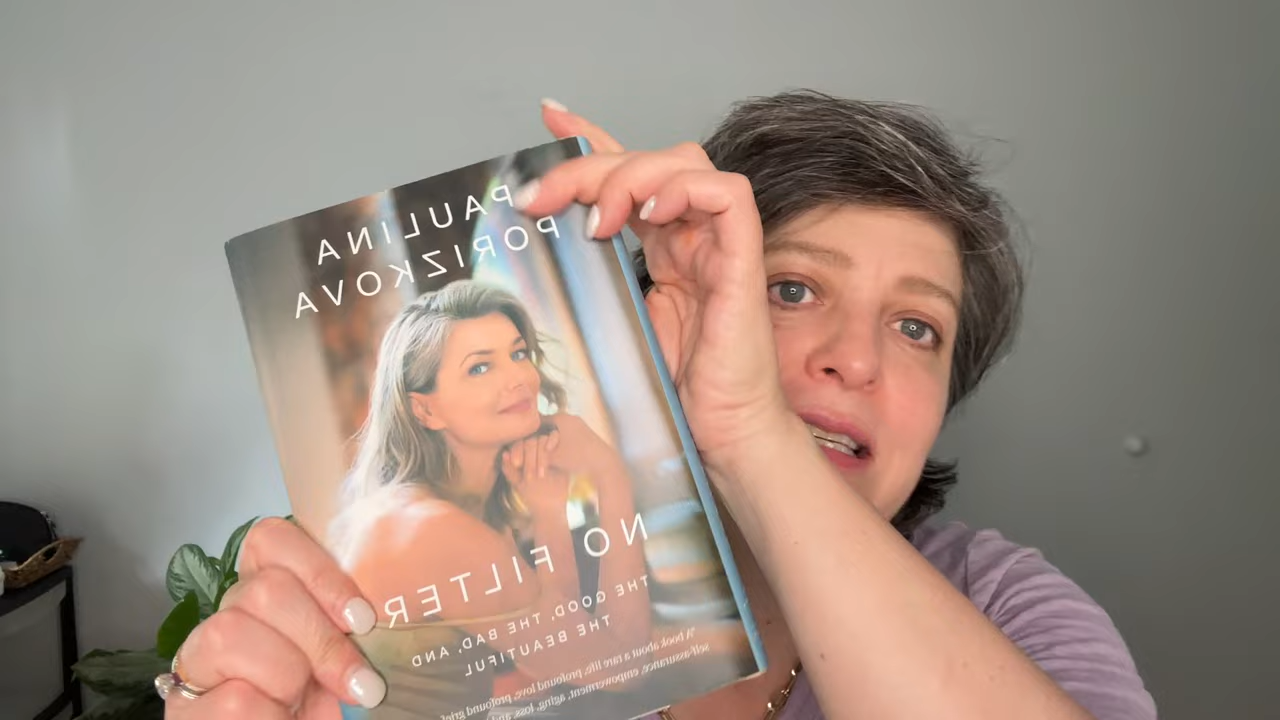 PAULINA
PORIZKOVA
NO FILTER
THE GOOD, THE BAD, AND
THE BEAUTIFUL
"A book about a rare life, profound love, profound grief
self-assurance, empowerment, aging, loss, and